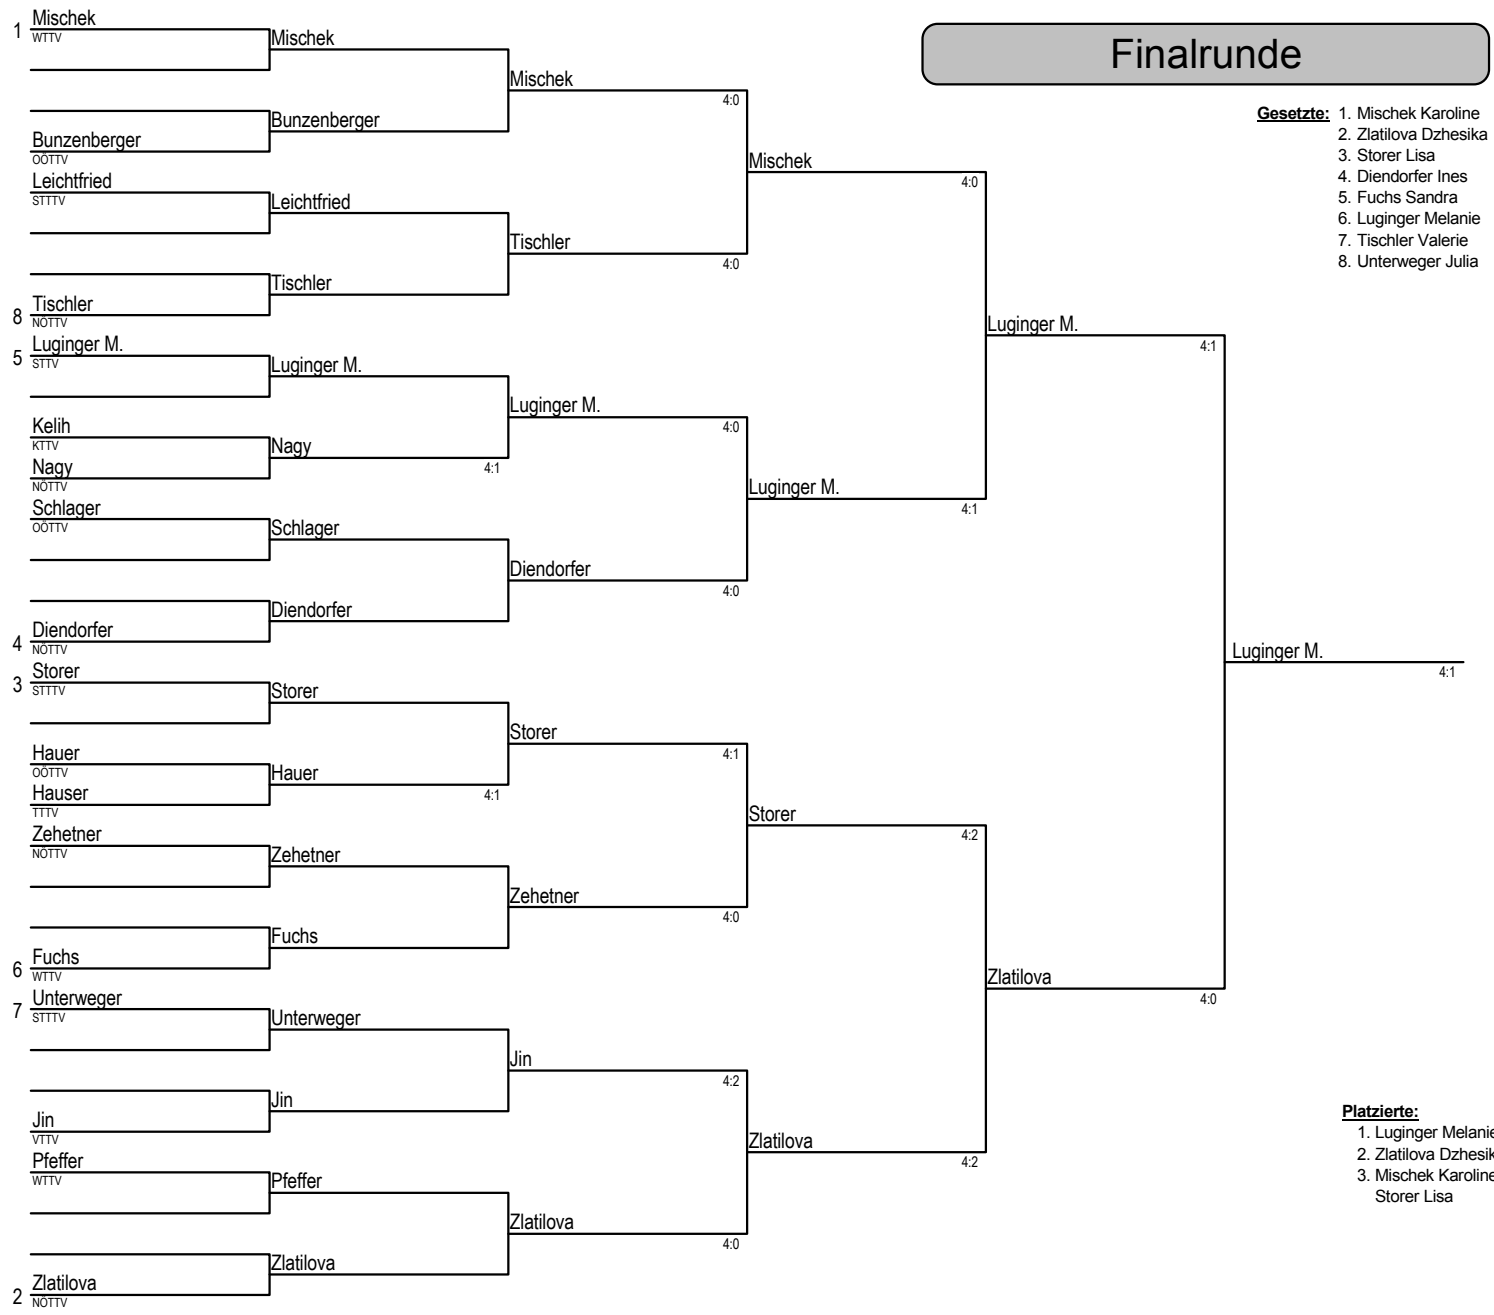 Finalrunde
Gesetzte: 1. Mischek Karoline
2. Zlatilova Dzhesika
3. Storer Lisa
4. Diendorfer Ines
5. Fuchs Sandra
6. Luginger Melanie
7. Tischler Valerie
8. Unterweger Julia
1 Mischek
WTTV
Bunzenberger
OÖTTV
Leichtfried
STTTV
8 Tischler
NÖTTV
5 Luginger M.
STTV
Kelih
KTTV
Nagy
NÖTTV
Schlager
OÖTTV
4 Diendorfer
NÖTTV
3 Storer
STTTV
Hauer
OÖTTV
Hauser
TTTV
Zehetner
NÖTTV
6 Fuchs
WTTV
7 Unterweger
STTTV
Jin
VTTV
Pfeffer
WTTV
2 Zlatilova
NÖTTV
Mischek
Bunzenberger
Leichtfried
Tischler
Luginger M.
Nagy
4:1
Schlager
Diendorfer
Storer
Hauer
4:1
Zehetner
Fuchs
Unterweger
Jin
Pfeffer
Zlatilova
Mischek
4:0
Tischler
4:0
Luginger M.
4:0
Diendorfer
4:0
Storer
4:1
Zehetner
4:0
Jin
4:2
Zlatilova
4:0
Mischek
4:0
Luginger M.
4:1
Storer
4:2
Zlatilova
4:2
Luginger M.
4:1
Zlatilova
4:0
Luginger M.
4:1
Platzierte:
1. Luginger Melanie
2. Zlatilova Dzhesik
3. Mischek Karoline
Storer Lisa